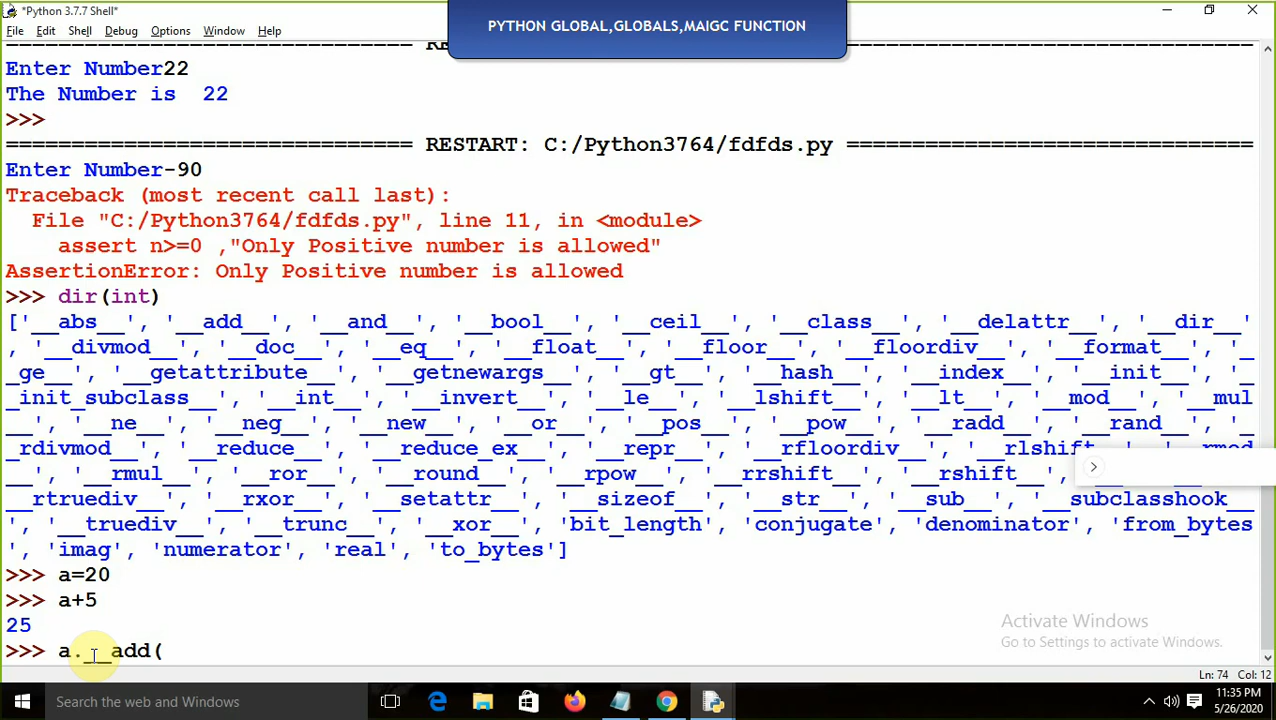 *Python 3.7.7 Shell*
PYTHON GLOBAL,GLOBALS,MAIGC FUNCTION
File Edit Shell Debug Options Window Help
Enter Number22
The Number is  22
>>>
=============================== RESTART: C:/Python3764/fdfds.py ===============================
Enter Number-90
Traceback (most recent call last):
  File "C:/Python3764/fdfds.py", line 11, in <module>
    assert n>=0 ,"Only Positive number is allowed"
AssertionError: Only Positive number is allowed
>>> dir(int)
['__abs__', '__add__', '__and__', '__bool__', '__ceil__', '__class__', '__delattr__', '__dir__'
, '__divmod__', '__doc__', '__eq__', '__float__', '__floor__', '__floordiv__', '__format__', '_
_ge__', '__getattribute__', '__getnewargs__', '__gt__', '__hash__', '__index__', '__init__', '_
_init_subclass__', '__int__', '__invert__', '__le__', '__lshift__', '__lt__', '__mod__', '__mul
__', '__ne__', '__neg__', '__new__', '__or__', '__pos__', '__pow__', '__radd__', '__rand__', '_
_rdivmod__', '__reduce__', '__reduce_ex__', '__repr__', '__rfloordiv__', '__rlshift__', '__rmod
__', '__rmul__', '__ror__', '__round__', '__rpow__', '__rrshift__', '__rshift__',
__rtruediv__', '__rxor__', '__setattr__', '__sizeof__', '__str__', '__sub__', '__subclasshook__
', '__truediv__', '__trunc__', '__xor__', 'bit_length', 'conjugate', 'denominator', 'from_bytes
', 'imag', 'numerator', 'real', 'to_bytes']
>>> a=20
>>> a+5
25
>>> a.__add(
Activate Windows
Go to Settings to activate Windows.
Ln: 74 Col: 12
Search the web and Windows
11:35 PM
5/26/2020